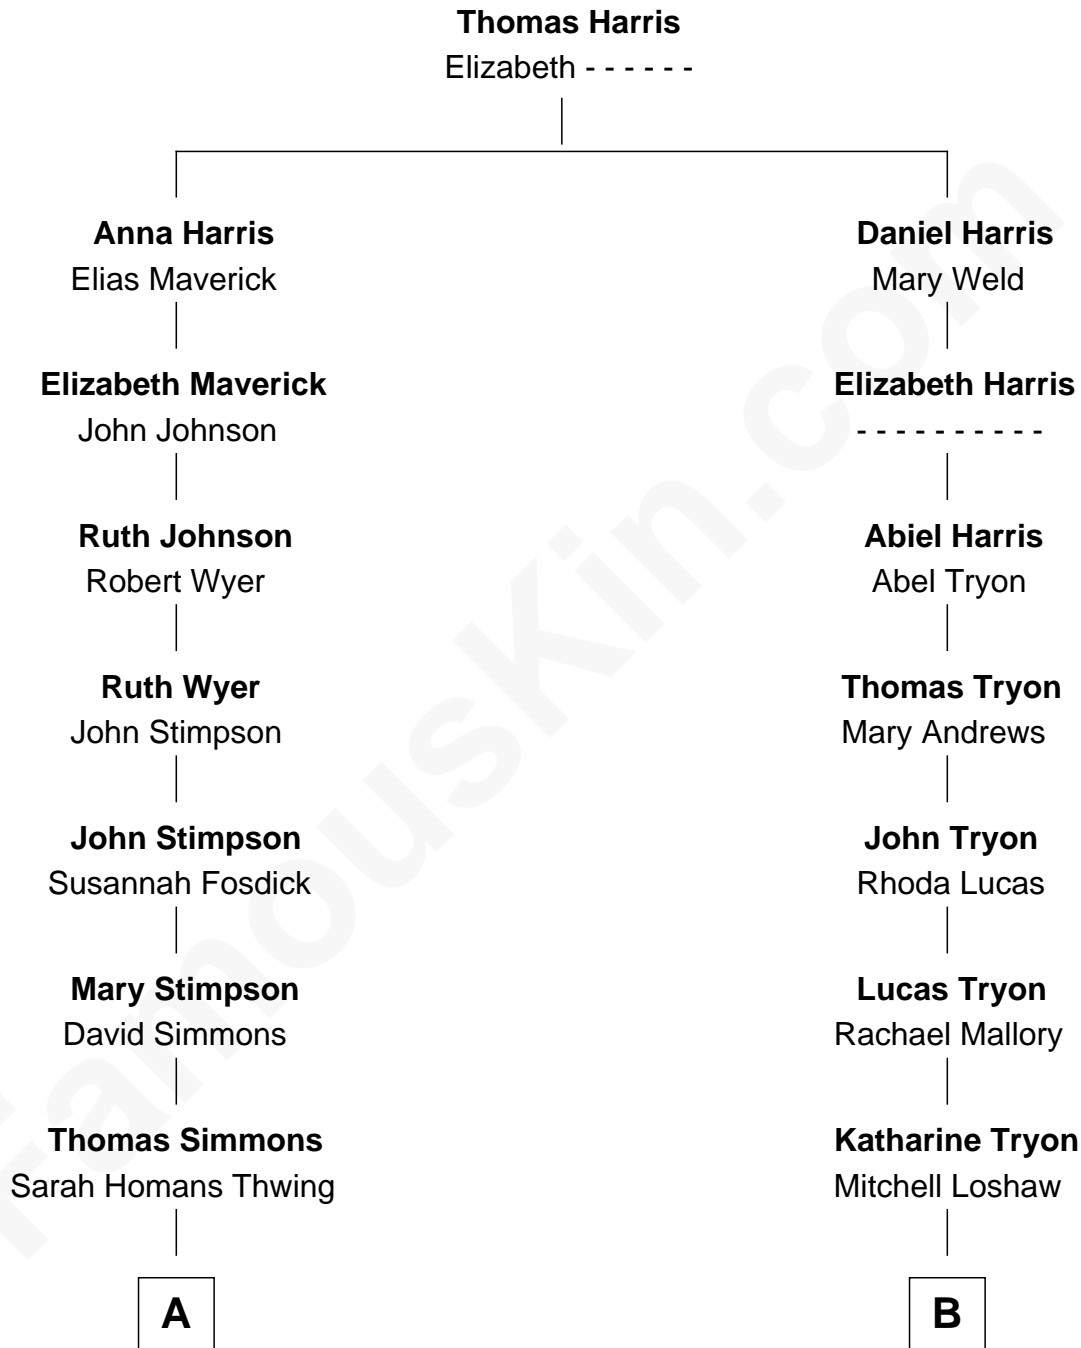 Thomas Harris
Elizabeth - - - - - -
Anna Harris
Elias Maverick
Daniel Harris
Mary Weld
Elizabeth Maverick
John Johnson
Elizabeth Harris
- - - - - - - - - -
Ruth Johnson
Robert Wyer
Abiel Harris
Abel Tryon
Ruth Wyer
John Stimpson
Thomas Tryon
Mary Andrews
John Stimpson
Susannah Fosdick
John Tryon
Rhoda Lucas
Mary Stimpson
David Simmons
Lucas Tryon
Rachael Mallory
Thomas Simmons
Sarah Homans Thwing
Katharine Tryon
Mitchell Loshaw
A
B
FamousKin.com